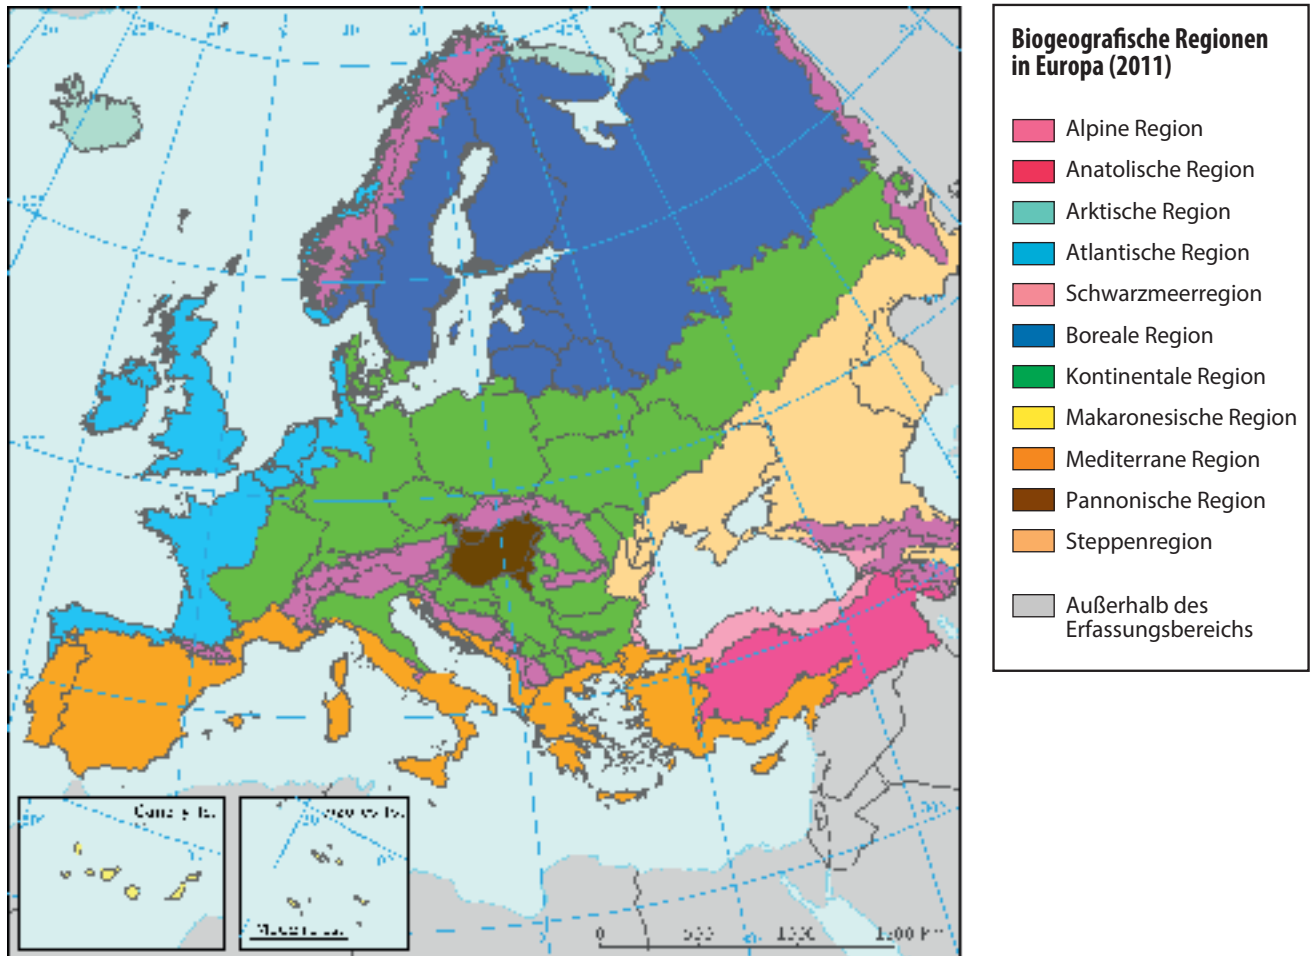 Biogeografische Regionen
in Europa (2011)
Alpine Region
Anatolische Region
Arktische Region
Atlantische Region
Schwarzmeerregion
Boreale Region
Kontinentale Region
Makaronesische Region
Mediterrane Region
Pannonische Region
Steppenregion
Außerhalb des
Erfassungsbereichs
0 500